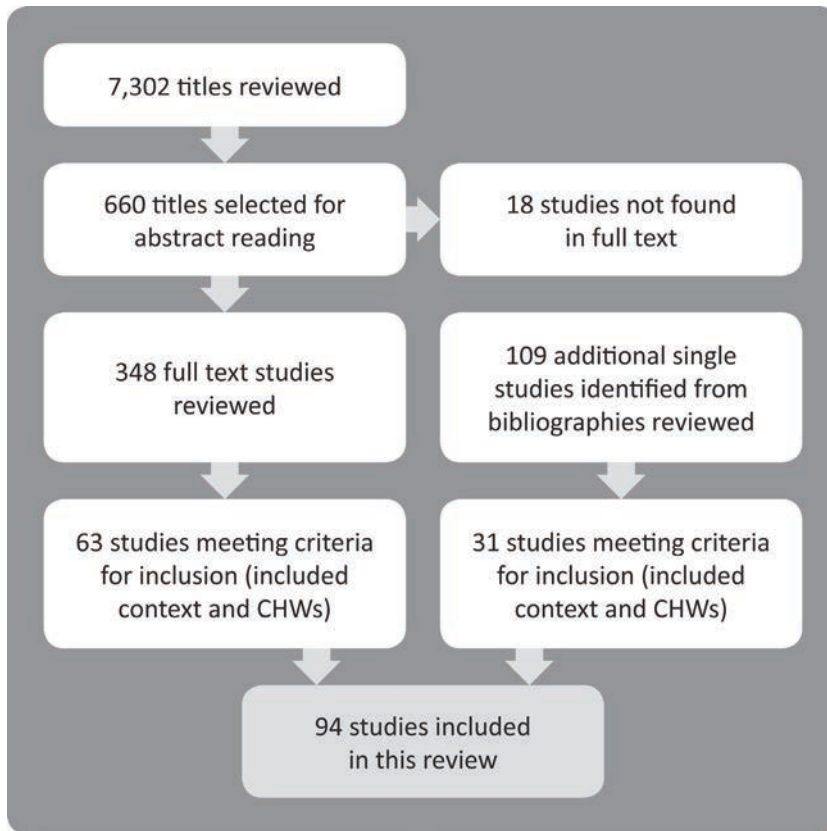 7,302 titles reviewed
660 titles selected for
abstract reading
18 studies not found
in full text
348 full text studies
reviewed
109 additional single
studies identified from
bibliographies reviewed
63 studies meeting criteria
for inclusion (included
context and CHWs)
31 studies meeting criteria
for inclusion (included
context and CHWs)
94 studies included
in this review